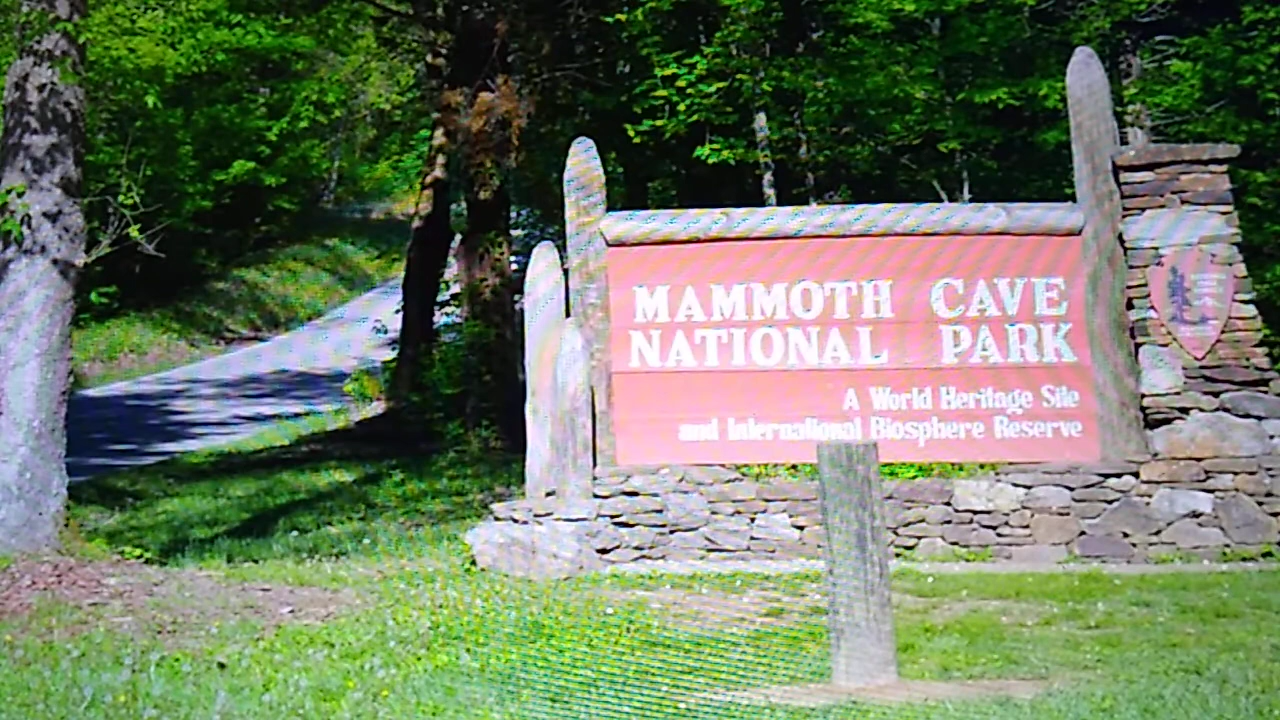 MAMMOTH CAVE
NATIONAL PARK
A World Heritage Site
and International Biosphere Reserve